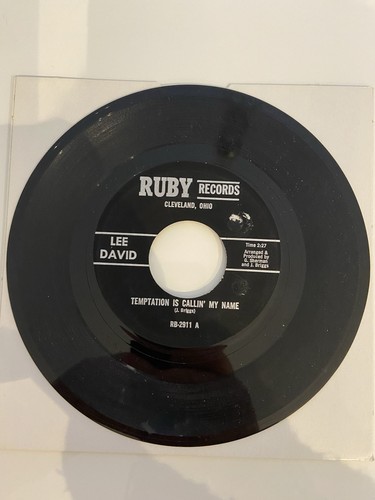 RUBY RECORDS
CLEVELAND, OHIO
LEE
DAVID
Time 2:27
Arranged &
Produced by
G. Sherman
and J. Briggs
TEMPTATION IS CALLIN' MY NAME
(J. Briggs)
RB-2911 A